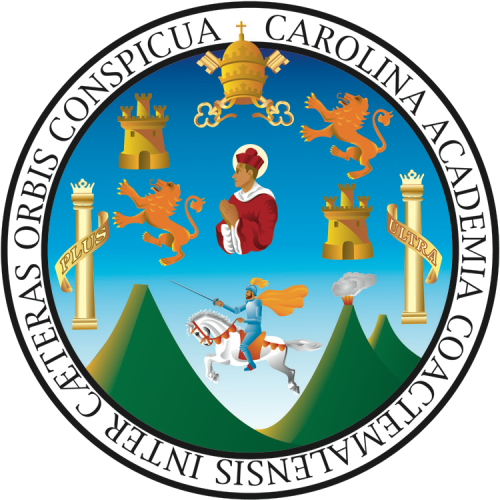 CAROLINA ACADEMIA COACTEMALENSIS INTER CÆTERAS ORBIS CONSPICUA
PLUS
ULTRA